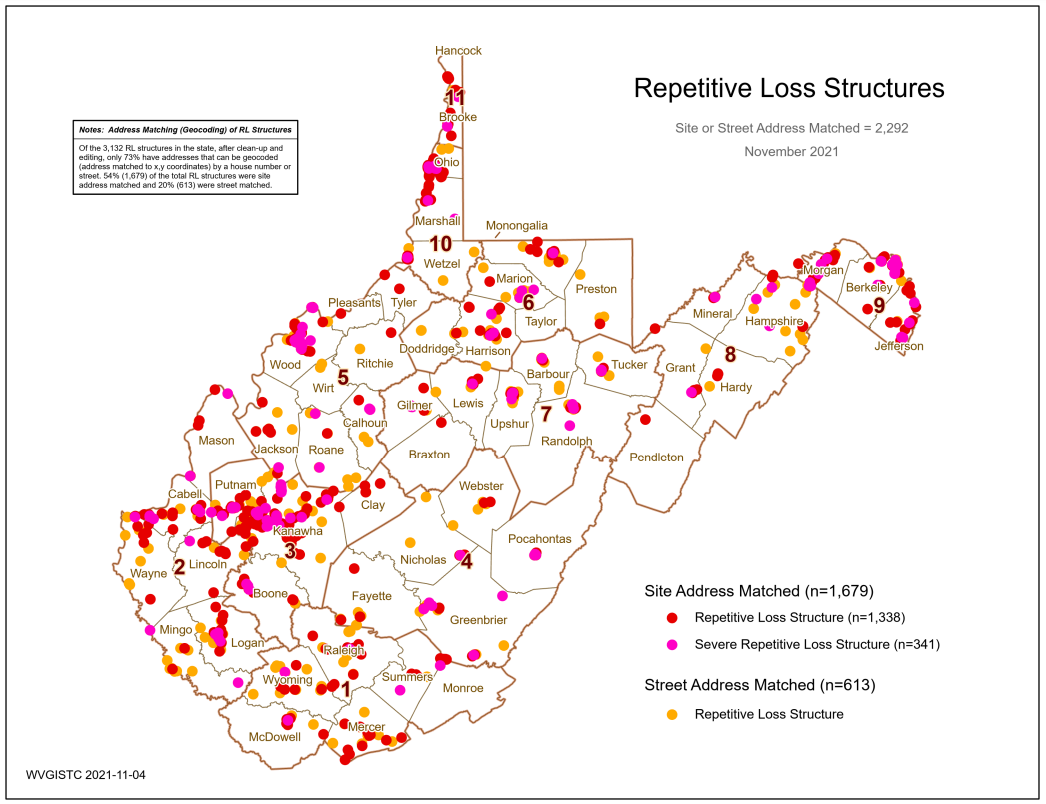 Repetitive Loss Structures
Site or Street Address Matched = 2,292
November 2021
Notes: Address Matching (Geocoding) of RL Structures
Of the 3,132 RL structures in the state, after clean-up and
editing, only 73% have addresses that can be geocoded
(address matched to x,y coordinates) by a house number or
street. 54% (1,679) of the total RL structures were site
address matched and 20% (613) were street matched.
Hancock
11
Brooke
Ohio
Marshall
Monongalia
10
Wetzel
Marion
Preston
Morgan
Berkeley
Pleasants
Tyler
6
9
Mineral
Hampshire
Taylor
Jefferson
Doddridge
Harrison
Wood
Ritchie
8
Barbour
Tucker
Grant
5
Wirt
Hardy
Gilmer
Lewis
7
Calhoun
Upshur
Mason
Randolph
Jackson
Roane
Braxton
Pendleton
Putnam
Webster
Cabell
Clay
Kanawha
Pocahontas
3
Nicholas
4
2
Lincoln
Wayne
Boone
Fayette
Greenbrier
Mingo
Logan
Raleigh
Wyoming
Summers
1
Monroe
Mercer
McDowell
Site Address Matched (n=1,679)
Repetitive Loss Structure (n=1,338)
Severe Repetitive Loss Structure (n=341)
Street Address Matched (n=613)
Repetitive Loss Structure
WVGISTC 2021-11-04